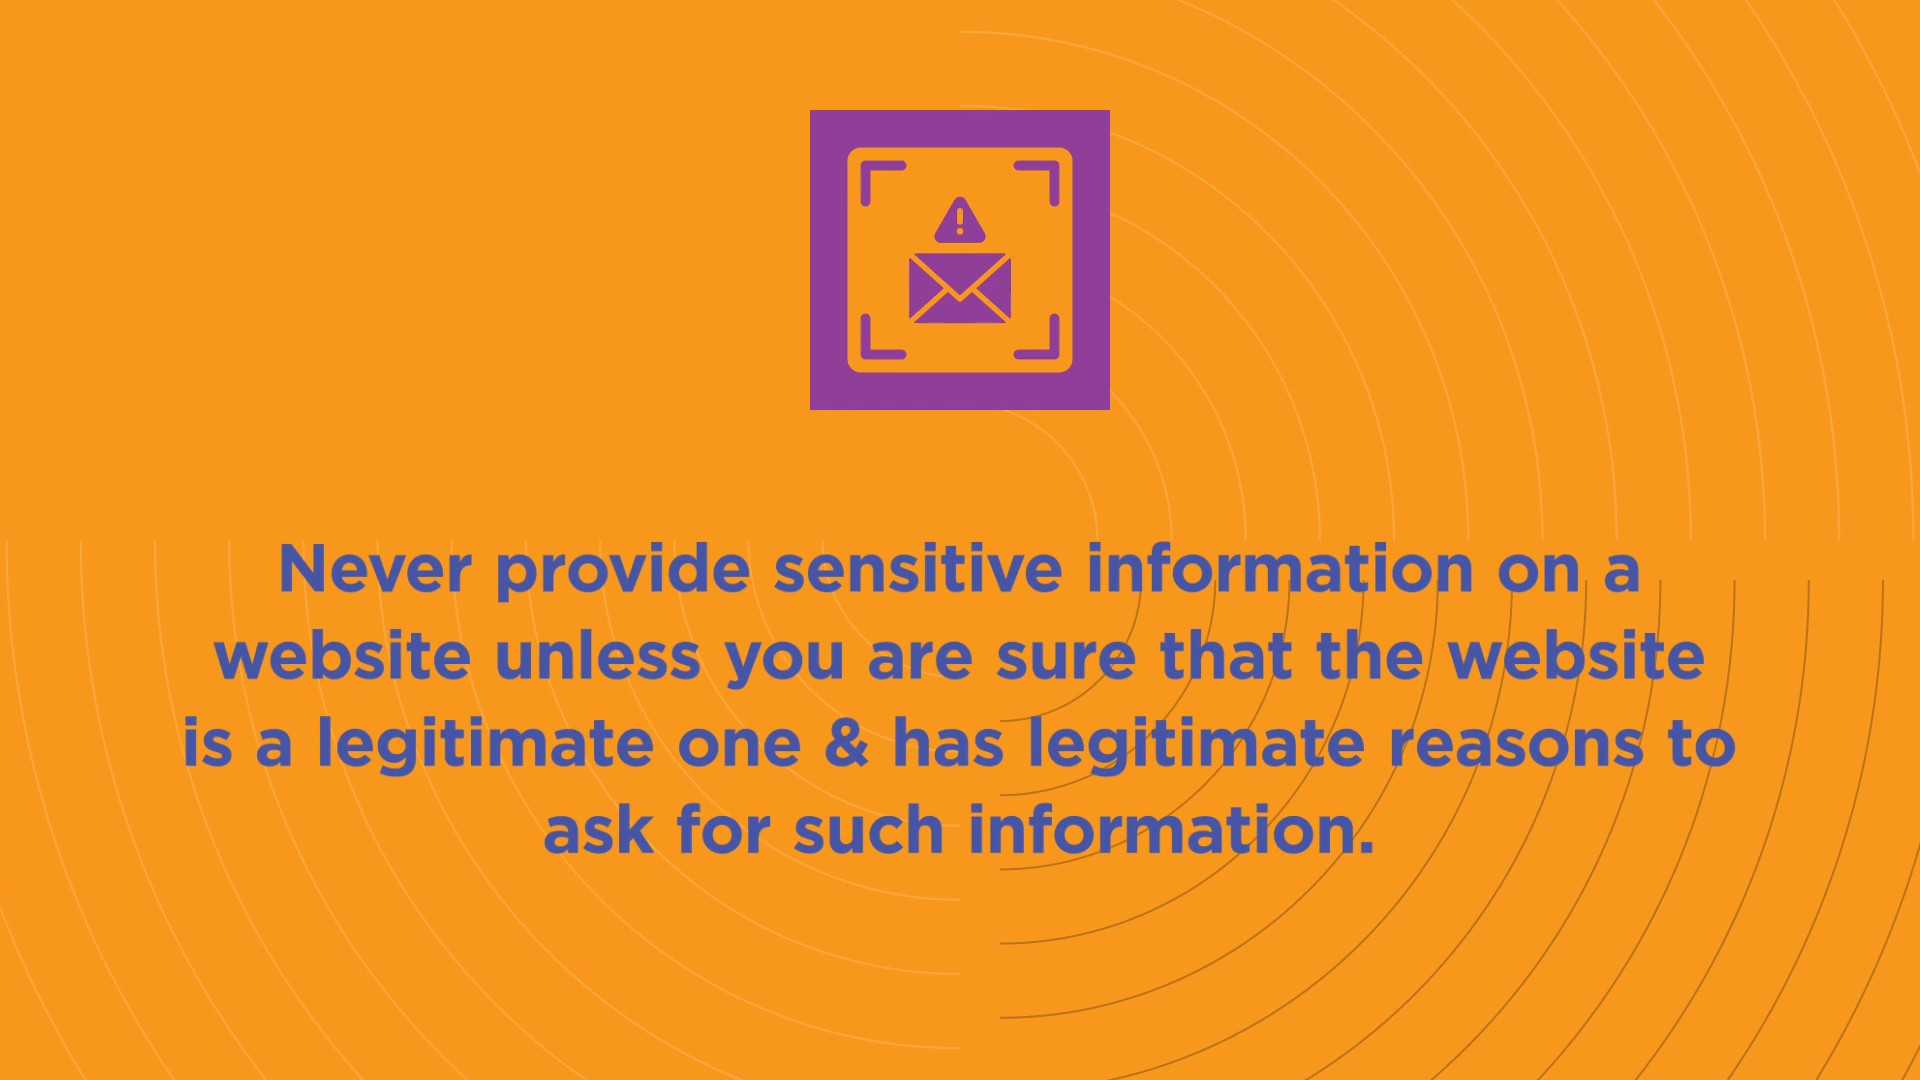 Never provide sensitive information on a
website unless you are sure that the website
is a legitimate one & has legitimate reasons to
ask for such information.